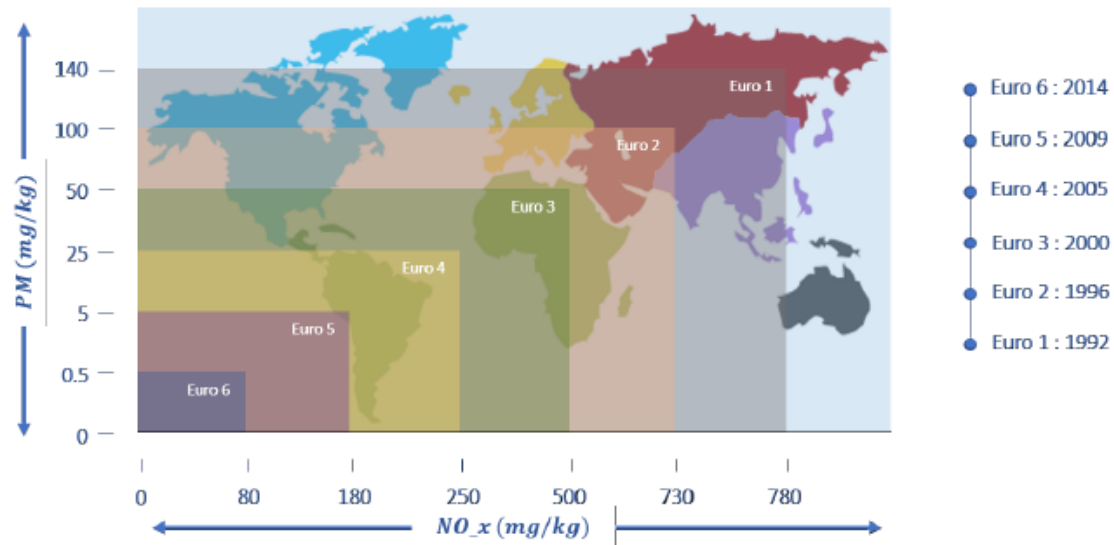 140
100
50
25
5
0.5
0
PM (mg/kg)
Euro 1
Euro 2
Euro 3
Euro 4
Euro 5
Euro 6
0 80 180 250 500 730 780
NO_x (mg/kg)
Euro 6 : 2014
Euro 5 : 2009
Euro 4 : 2005
Euro 3 : 2000
Euro 2 : 1996
Euro 1 : 1992